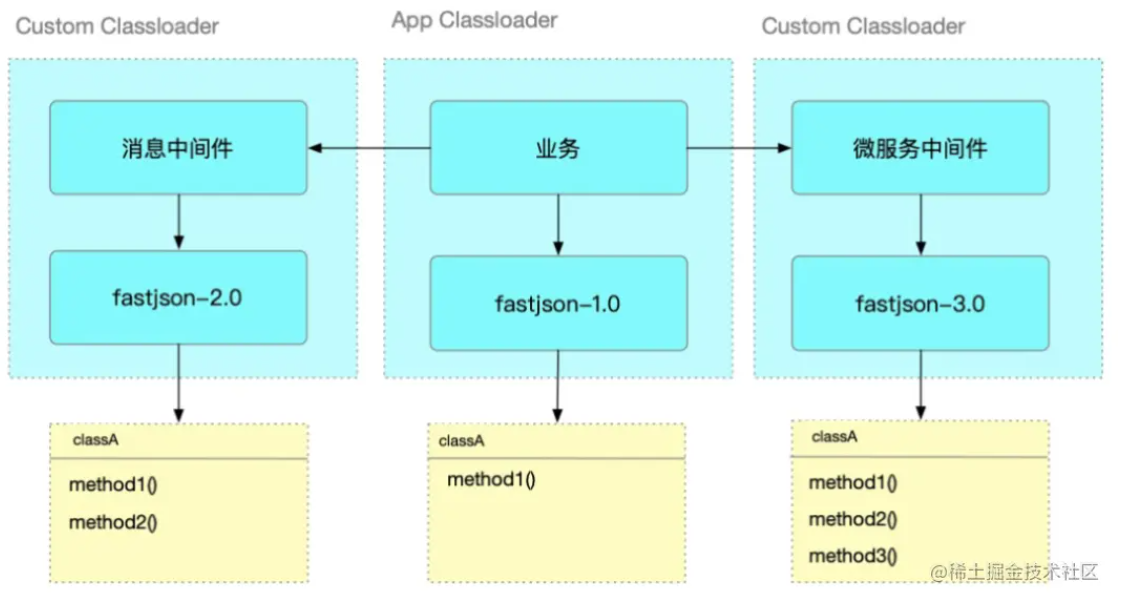 Custom Classloader
App Classloader
Custom Classloader
消息中间件
业务
微服务中间件
fastjson-2.0
fastjson-1.0
fastjson-3.0
classA
method1()
method2()
classA
method1()
classA
method1()
method2()
method3()
@稀土掘金技术社区